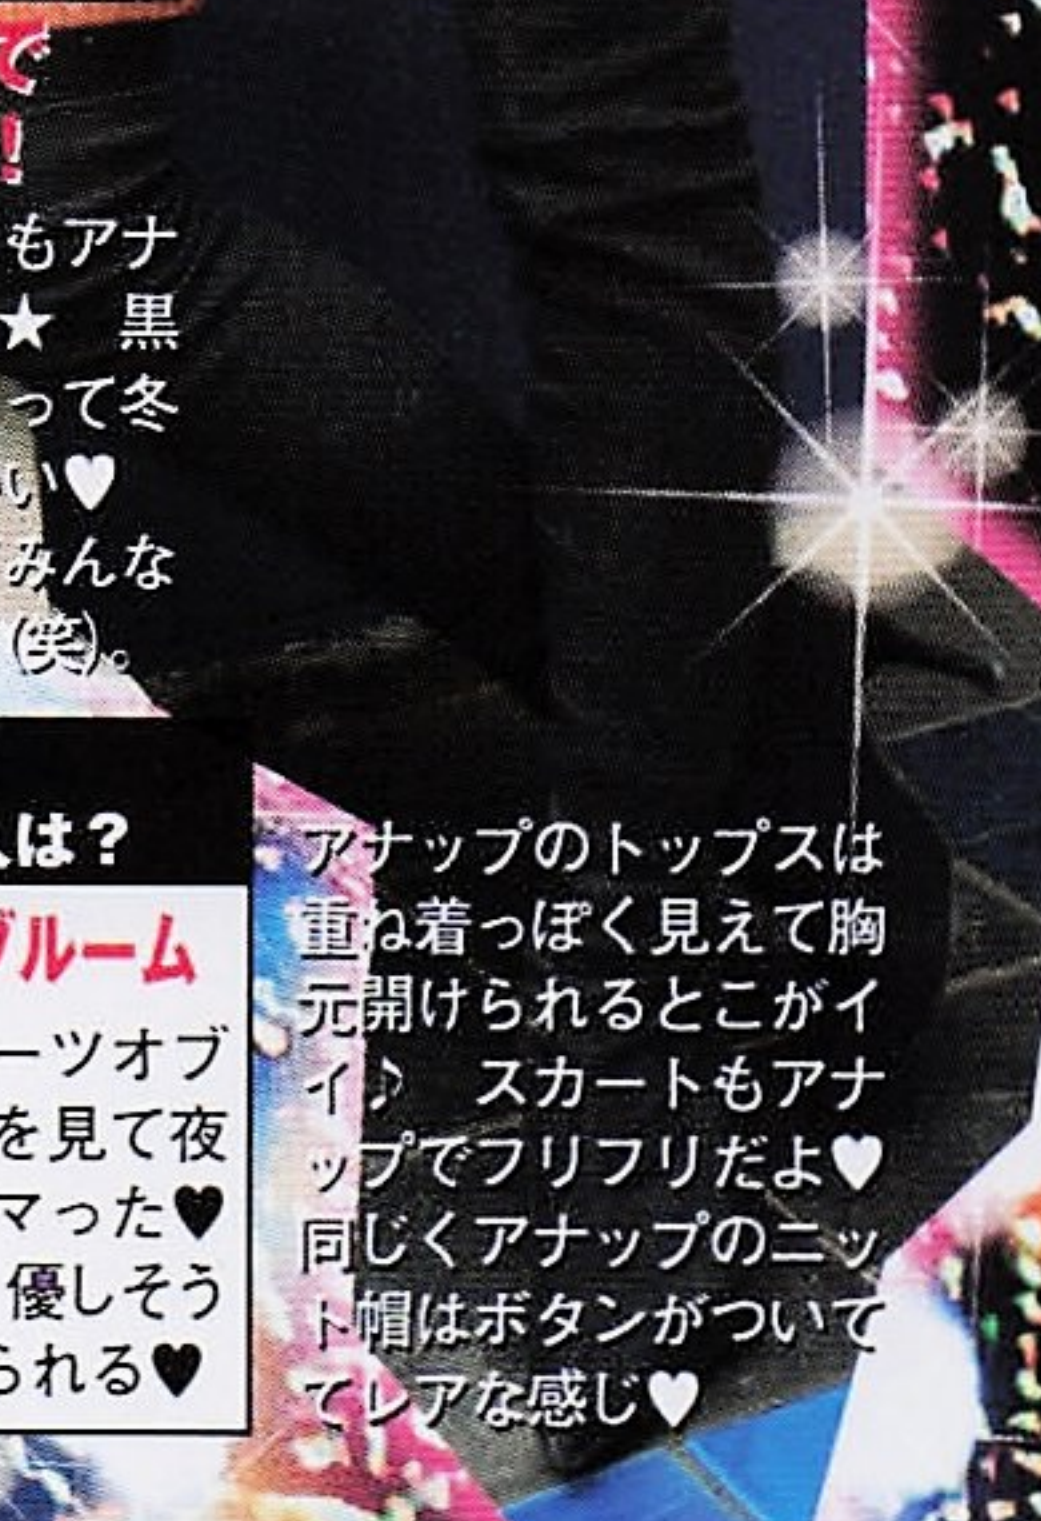 で
!
もアナ
★　黒
って冬
い♥
みんな
(笑)。
は?
ブルーム
ーツオブ
を見て夜
マった♥
優しそう
られる♥
アナップのトップスは
重ね着っぽく見えて胸
元開けられるとこがイ
イ♪　スカートもアナ
ップでフリフリだよ♥
同じくアナップのニッ
ト帽はボタンがついて
てレアな感じ♥